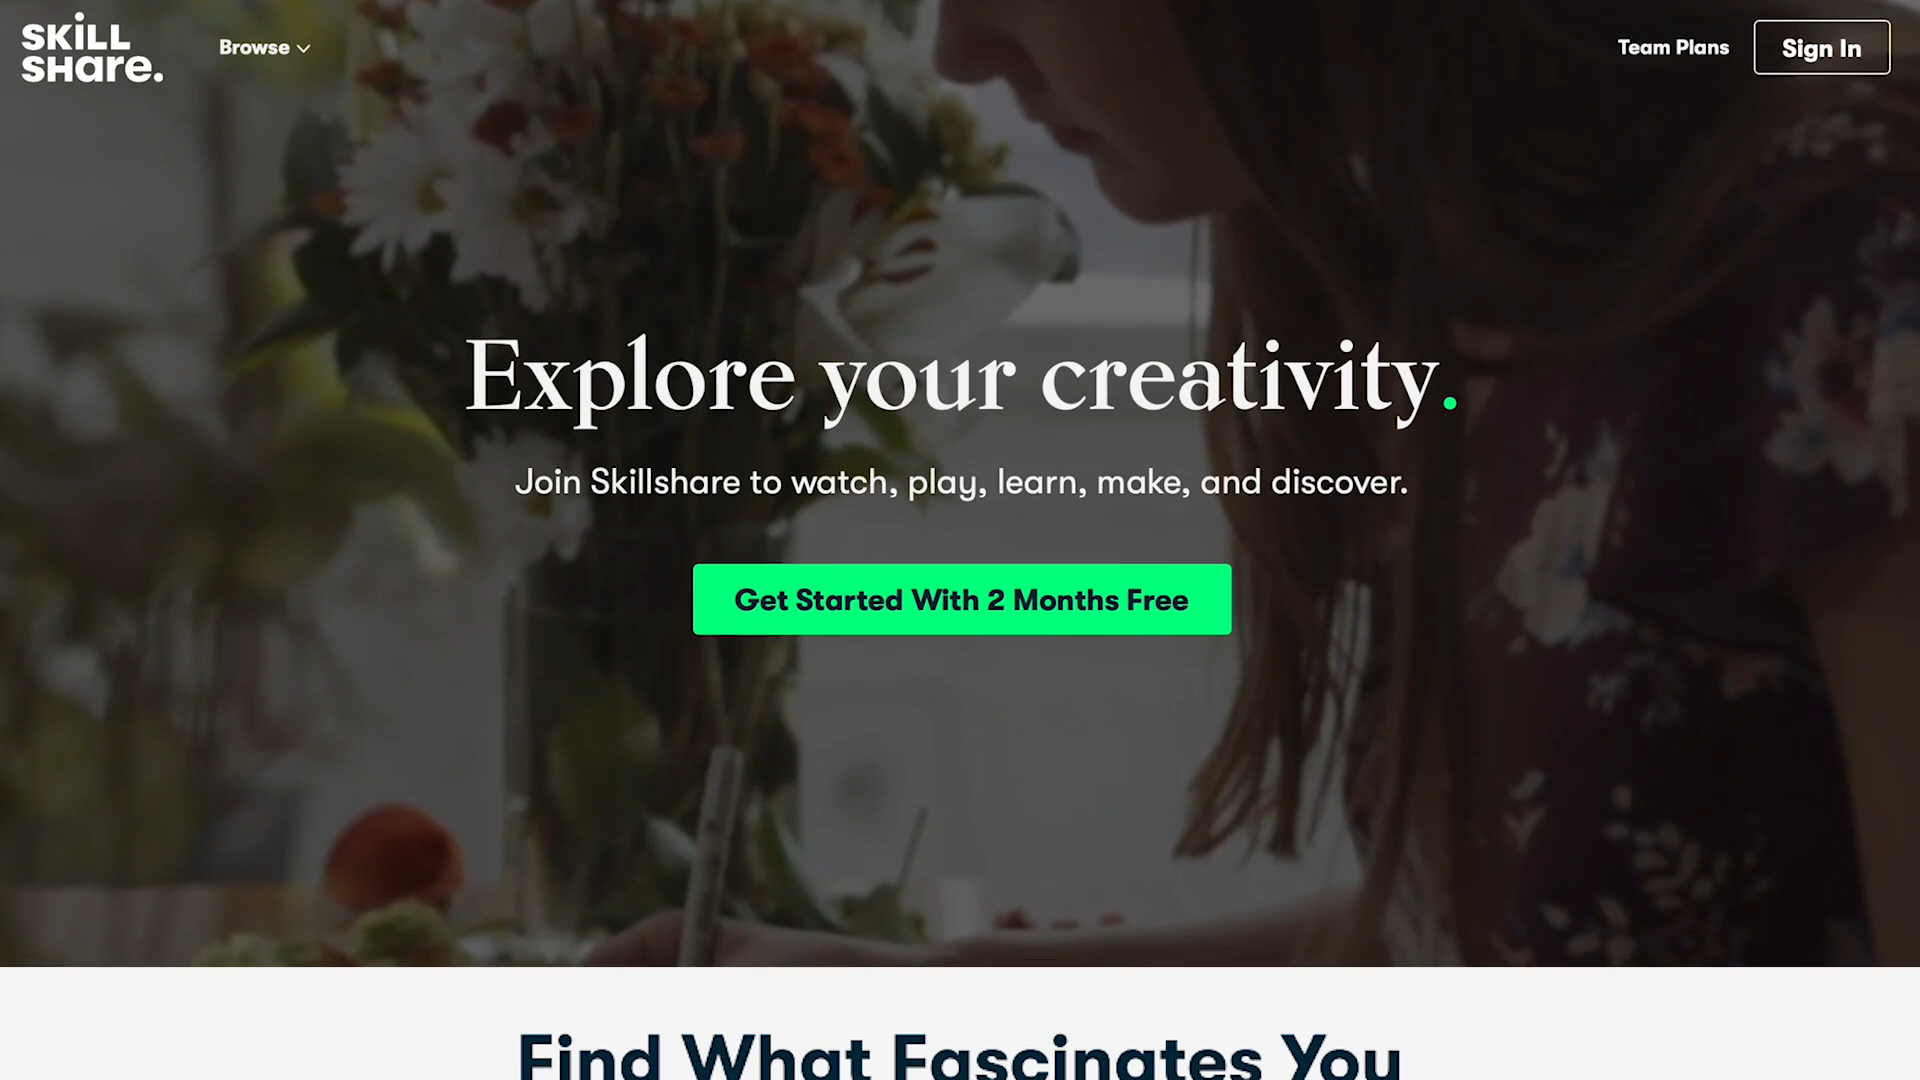 SKiLL
SHare.
Browse
Team Plans
Sign In
Explore your creativity.
Join Skillshare to watch, play, learn, make, and discover.
Get Started With 2 Months Free
Find What Fascinates You